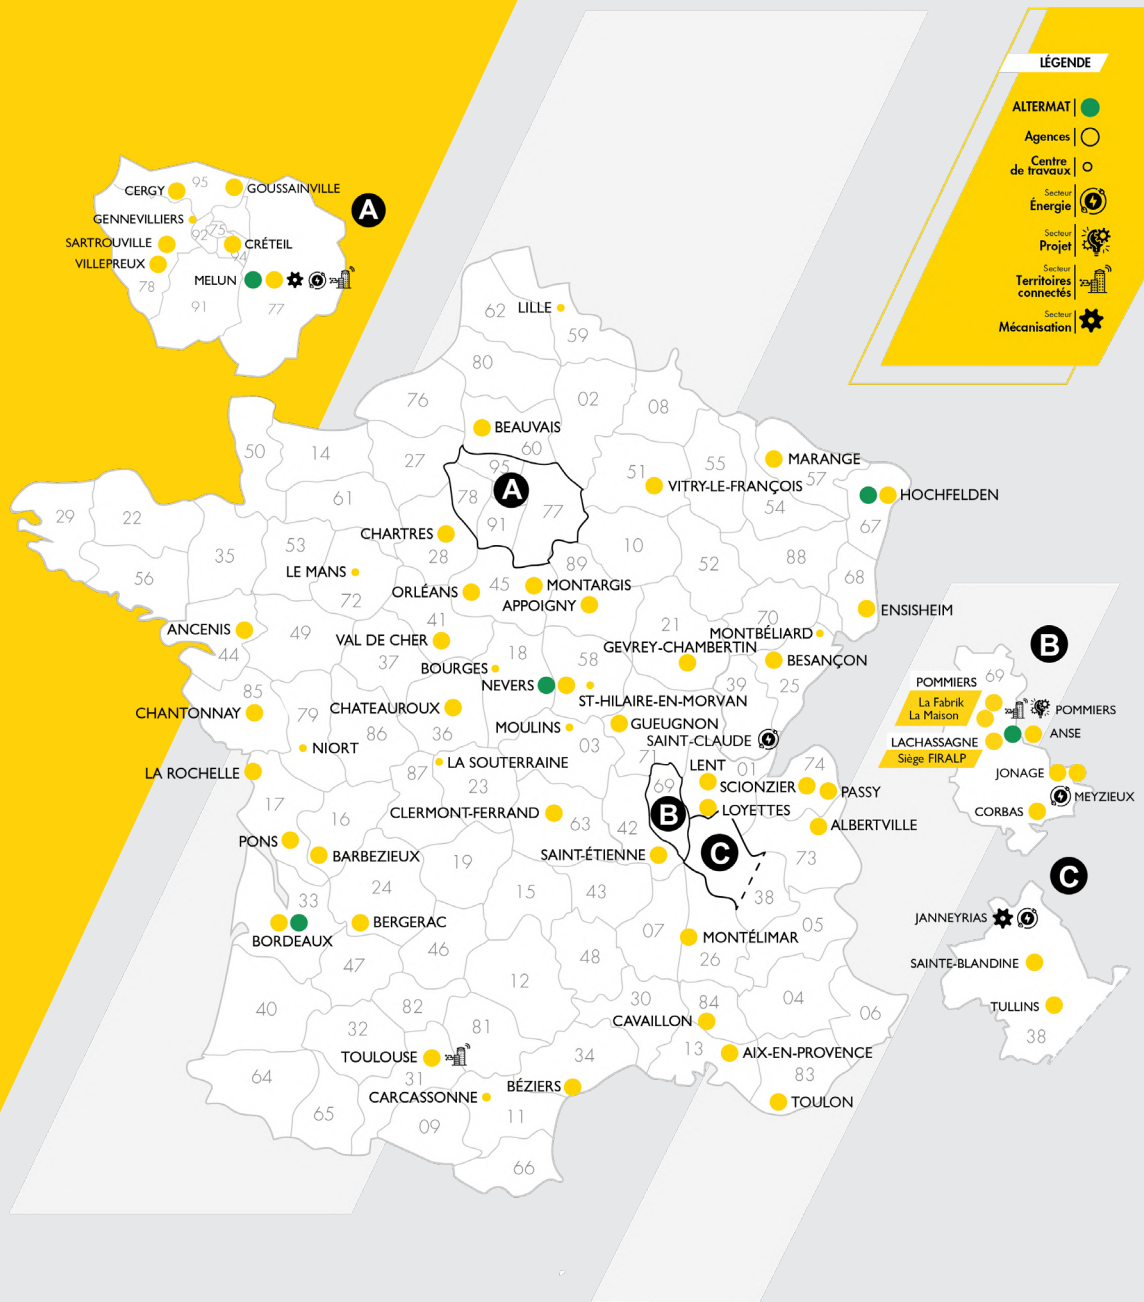 LÉGENDE
ALTERMAT
Agences
Centre
de travaux
Secteur
Énergie
Secteur
Projet
Secteur
Territoires
connectés
Secteur
Mécanisation
A
CERGY
95
GOUSSAINVILLE
GENNEVILLIERS
75
92
SARTROUVILLE
CRÉTEIL
94
VILLEPREUX
MELUN
78
91
77
62
LILLE
59
80
76
02
08
BEAUVAIS
60
50
14
27
95
A
78
77
91
51
55
MARANGE
57
VITRY-LE-FRANÇOIS
54
HOCHFELDEN
67
61
29
22
35
53
56
CHARTRES
28
10
52
88
68
89
LE MANS
72
ORLÉANS
45
MONTARGIS
APPOIGNY
ENSISHEIM
ANCENIS
44
49
41
VAL DE CHER
37
18
BOURGES
58
21
70
MONTBÉLIARD
GEVREY-CHAMBERTIN
BESANÇON
39
25
NEVERS
ST-HILAIRE-EN-MORVAN
85
CHANTONNAY
79
86
CHATEAUROUX
36
MOULINS
03
GUEUGNON
SAINT-CLAUDE
71
NIORT
LA SOUTERRAINE
87
23
LA ROCHELLE
LENT
01
74
69
SCIONZIER
PASSY
LOYETTES
B
C
ALBERTVILLE
17
16
CLERMONT-FERRAND
63
42
PONS
BARBEZIEUX
19
SAINT-ÉTIENNE
73
38
24
15
43
33
BORDEAUX
BERGERAC
07
MONTÉLIMAR
05
26
46
47
48
12
40
82
30
84
04
06
CAVAILLON
32
81
TOULOUSE
31
34
13
AIX-EN-PROVENCE
83
64
CARCASSONNE
BÉZIERS
TOULON
65
09
11
66
B
69
POMMIERS
La Fabrik
La Maison
POMMIERS
LACHASSAGNE
ANSE
Siège FIRALP
JONAGE
MEYZIEUX
CORBAS
C
JANNEYRIAS
SAINTE-BLANDINE
TULLINS
38